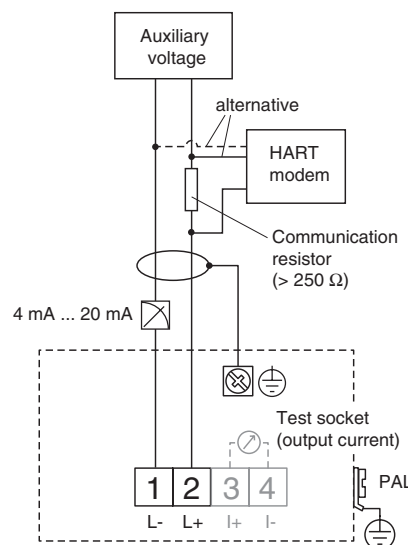 Auxiliary
voltage
alternative
HART
modem
Communication
resistor
(> 250 Ω)
4 mA ... 20 mA
Test socket
(output current)
1 2 3 4
L- L+ I+ I-
PAL